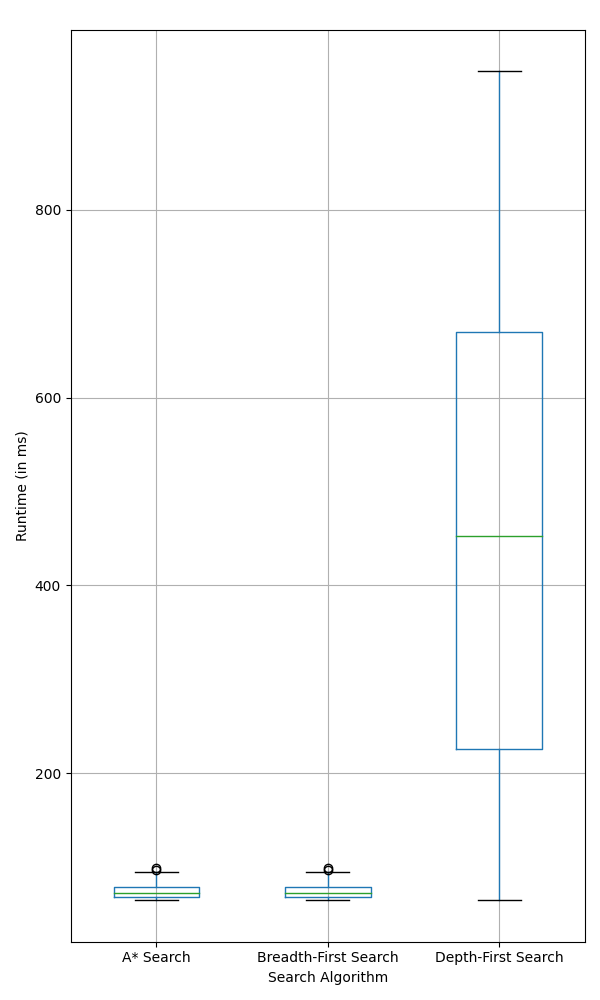 800
600
400
200
Runtime (in ms)
A* Search Breadth-First Search Depth-First Search
Search Algorithm